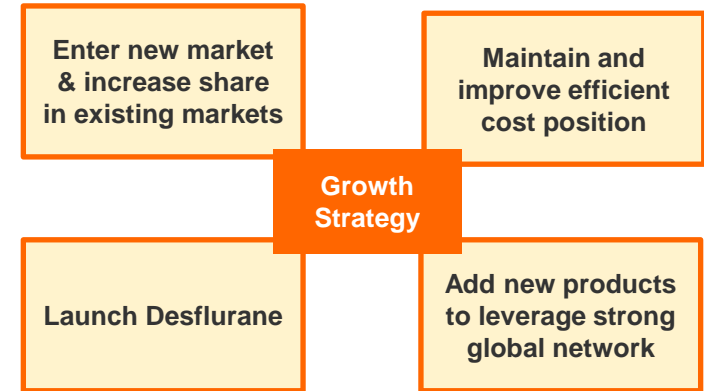 Enter new market
& increase share
in existing markets
Maintain and
improve efficient
cost position
Growth
Strategy
Launch Desflurane
Add new products
to leverage strong
global network